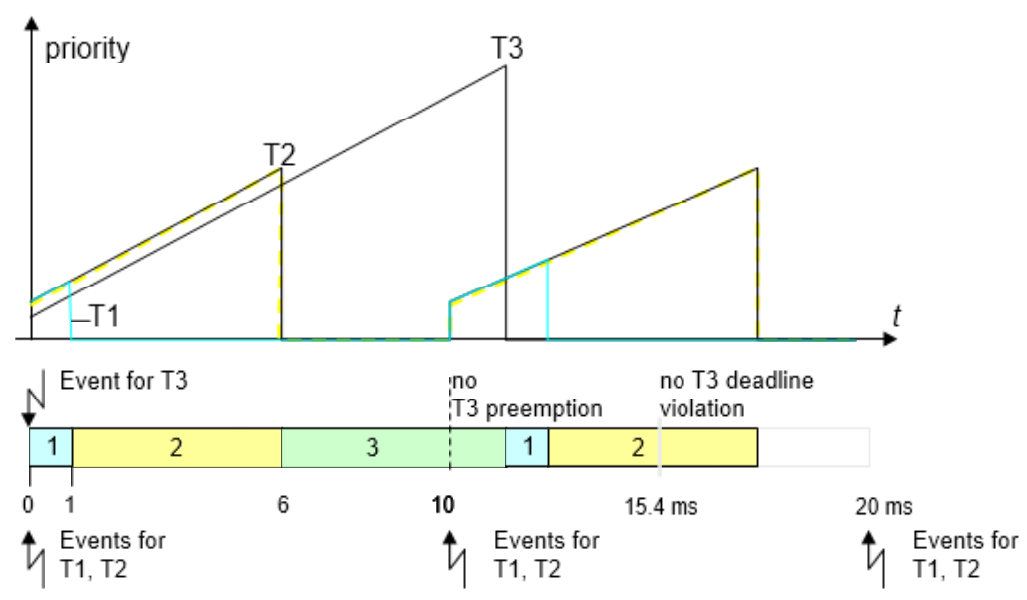 priority
T3
T2
T1
t
Event for T3
no
T3 preemption
no T3 deadline
violation
1
2
3
1
2
0
1
6
10
15.4 ms
20 ms
Events for
T1, T2
Events for
T1, T2
Events for
T1, T2